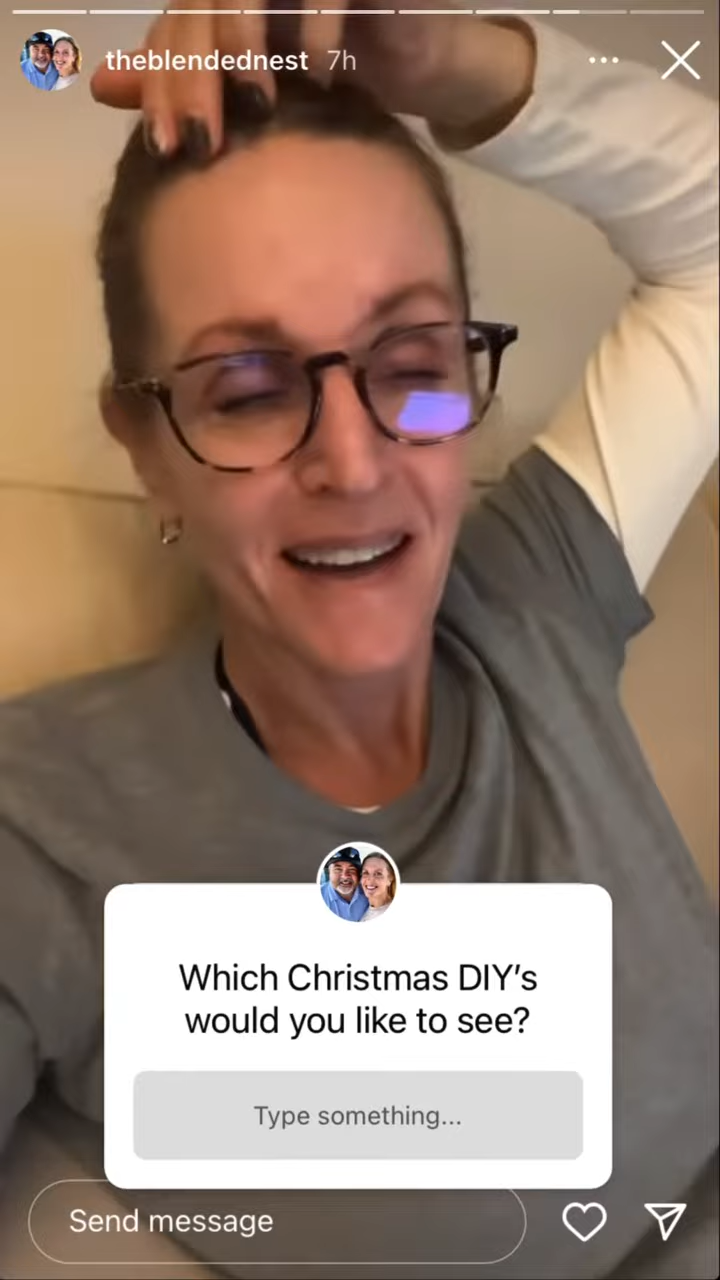 theblendednest 7h
Which Christmas DIY’s
would you like to see?
Type something...
Send message